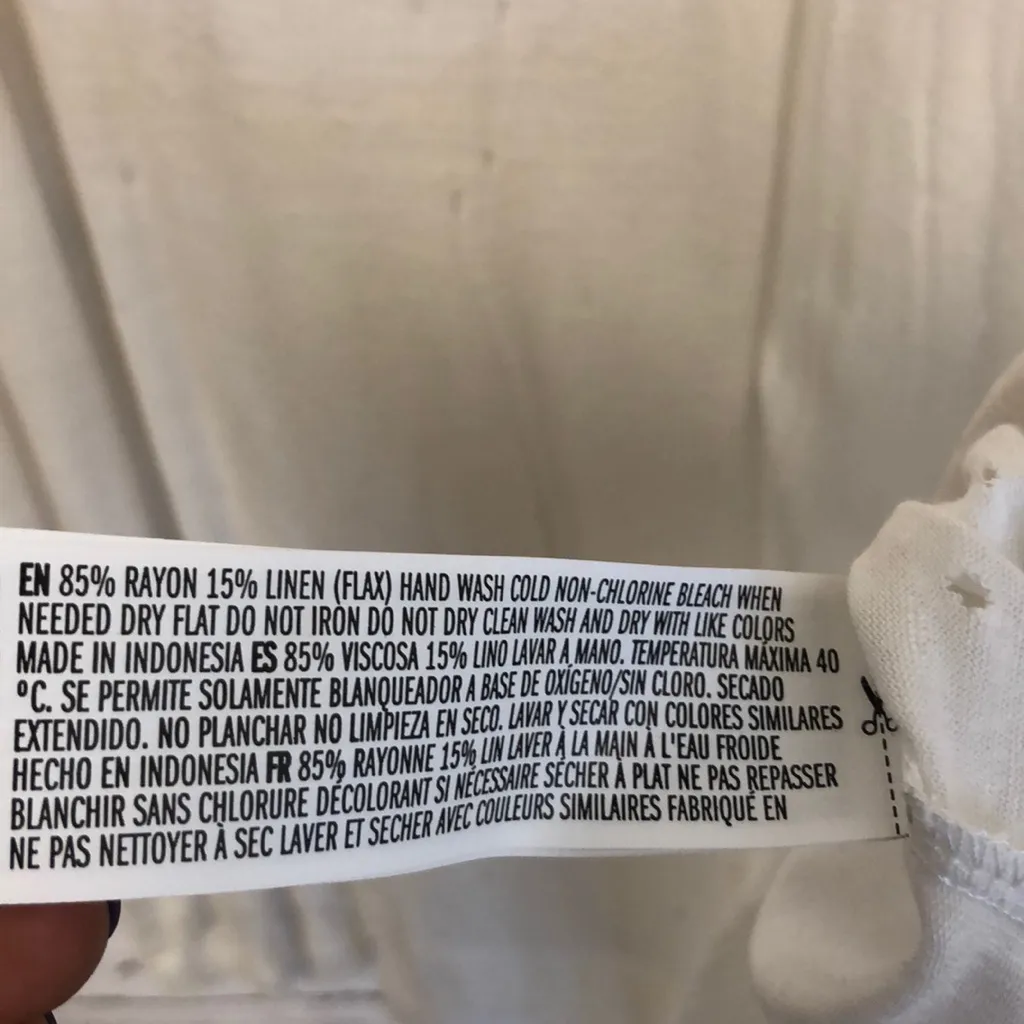 EN 85% RAYON 15% LINEN (FLAX) HAND WASH COLD NON-CHLORINE BLEACH WHEN
NEEDED DRY FLAT DO NOT IRON DO NOT DRY CLEAN WASH AND DRY WITH LIKE COLORS
MADE IN INDONESIA ES 85% VISCOSA 15% LINO LAVAR A MANO. TEMPERATURA MÁXIMA 40
ºC. SE PERMITE SOLAMENTE BLANQUEADOR A BASE DE OXÍGENO/SIN CLORO. SECADO
EXTENDIDO. NO PLANCHAR NO LIMPIEZA EN SECO. LAVAR Y SECAR CON COLORES SIMILARES
HECHO EN INDONESIA FR 85% RAYONNE 15% LIN LAVER À LA MAIN À L'EAU FROIDE
BLANCHIR SANS CHLORURE DÉCOLORANT SI NÉCESSAIRE SÉCHER À PLAT NE PAS REPASSER
NE PAS NETTOYER À SEC LAVER ET SECHER AVEC COULEURS SIMILAIRES FABRIQUÉ EN